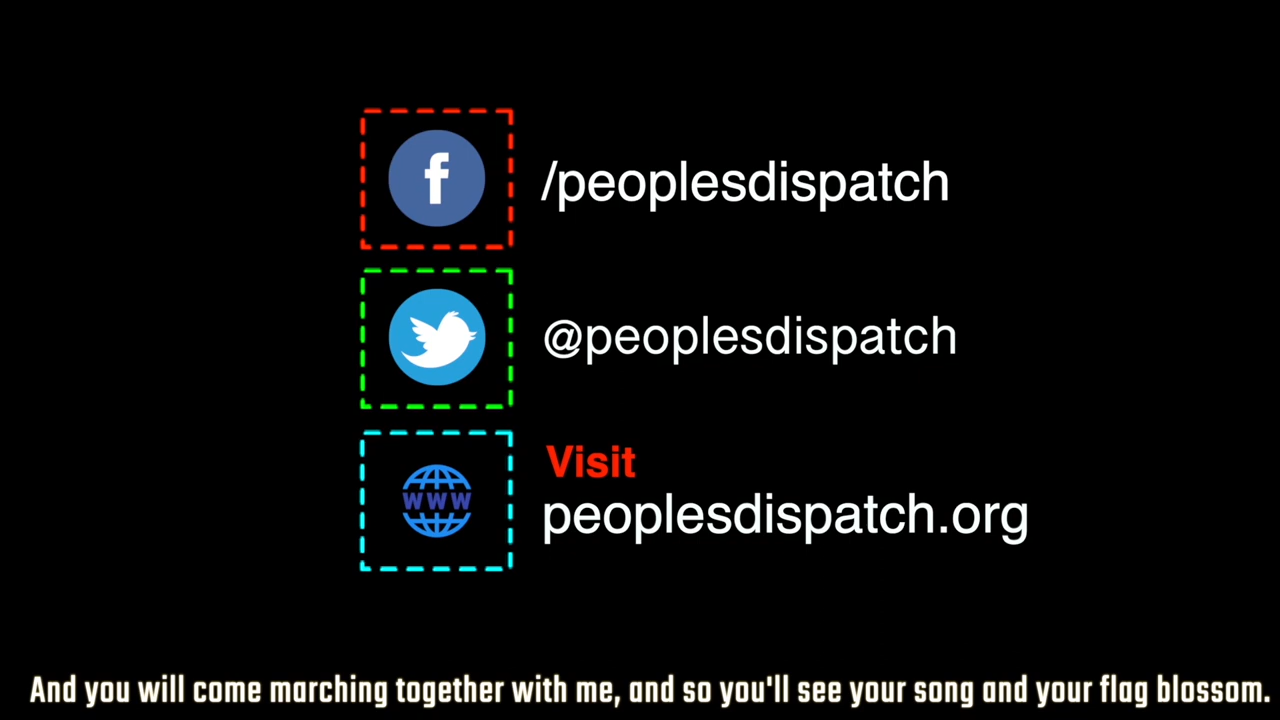 f
/peoplesdispatch
@peoplesdispatch
Visit
WWW
peoplesdispatch.org
And you will come marching together with me, and so you'll see your song and your flag blossom.